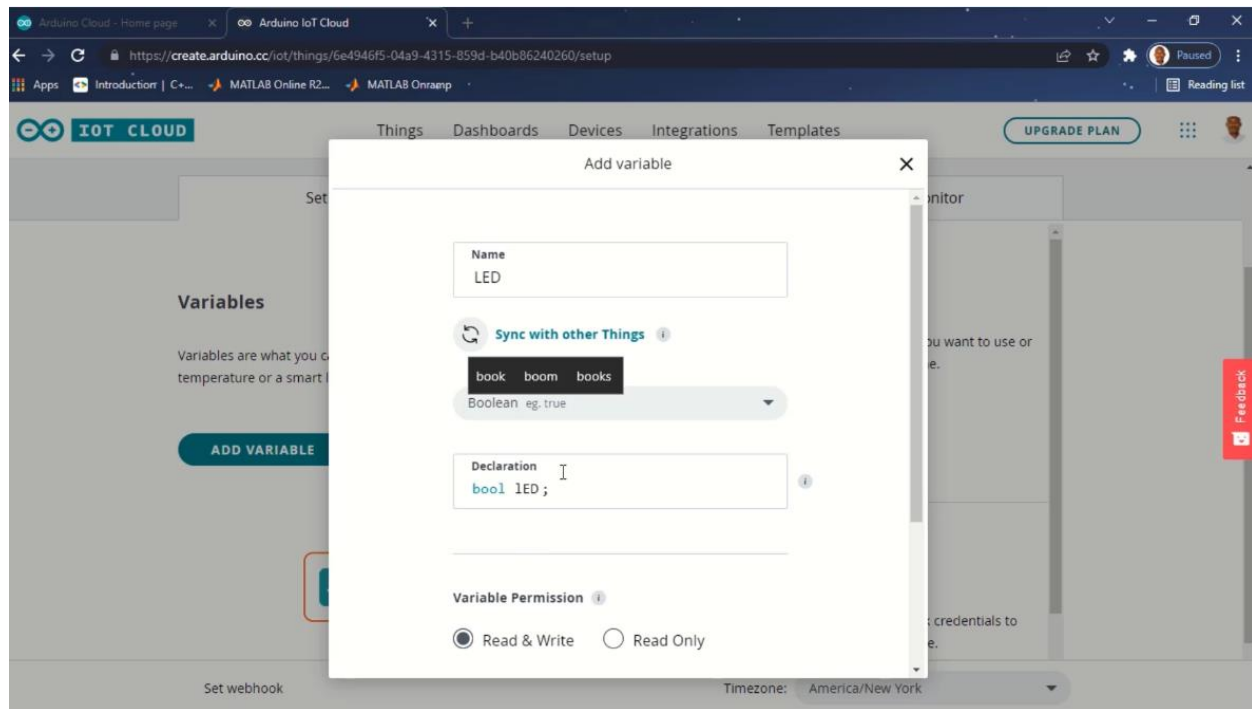 Arduino Cloud - Home page
Arduino IoT Cloud
https://create.arduino.cc/iot/things/6e4946f5-04a9-4315-859d-b40b86240260/setup
Paused
Apps Introduction | C+... MATLAB Online R2... MATLAB Onramp Reading list
IOT CLOUD Things Dashboards Devices Integrations Templates UPGRADE PLAN
Add variable
Set
onitor
Name
LED
Variables
Sync with other Things i
ou want to use or
Variables are what you c
e.
temperature or a smart l
book boom books
Boolean eg. true
Feedback
ADD VARIABLE
Declaration
bool lED;
i
Variable Permission i
credentials to
Read & Write Read Only
e.
Set webhook Timezone: America/New York